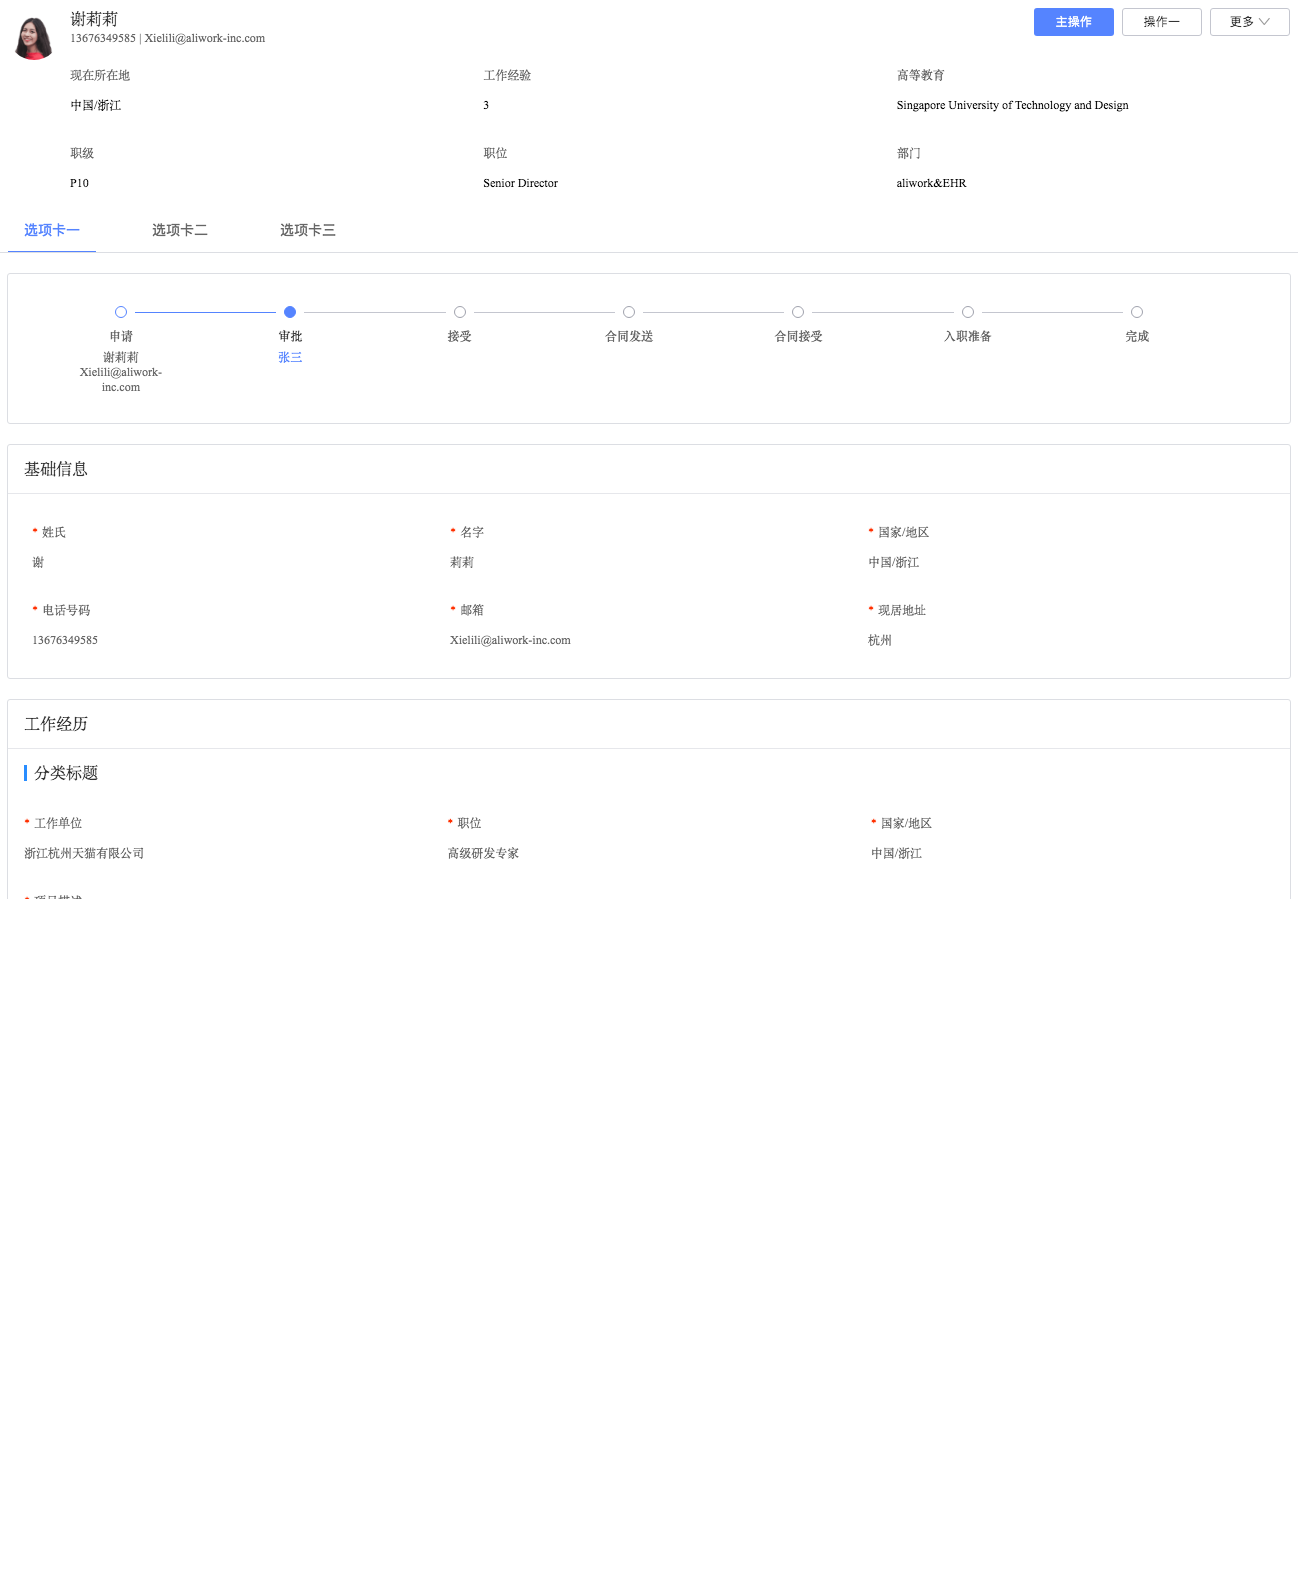 谢莉莉
13676349585 | Xielili@aliwork-inc.com
主操作 操作一 更多
现在所在地 工作经验 高等教育
中国/浙江 3 Singapore University of Technology and Design
职级 职位 部门
P10 Senior Director aliwork&EHR
选项卡一 选项卡二 选项卡三
申请 审批 接受 合同发送 合同接受 入职准备 完成
谢莉莉 张三
Xielili@aliwork-
inc.com
基础信息
* 姓氏 * 名字 * 国家/地区
谢 莉莉 中国/浙江
* 电话号码 * 邮箱 * 现居地址
13676349585 Xielili@aliwork-inc.com 杭州
工作经历
分类标题
* 工作单位 * 职位 * 国家/地区
浙江杭州天猫有限公司 高级研发专家 中国/浙江